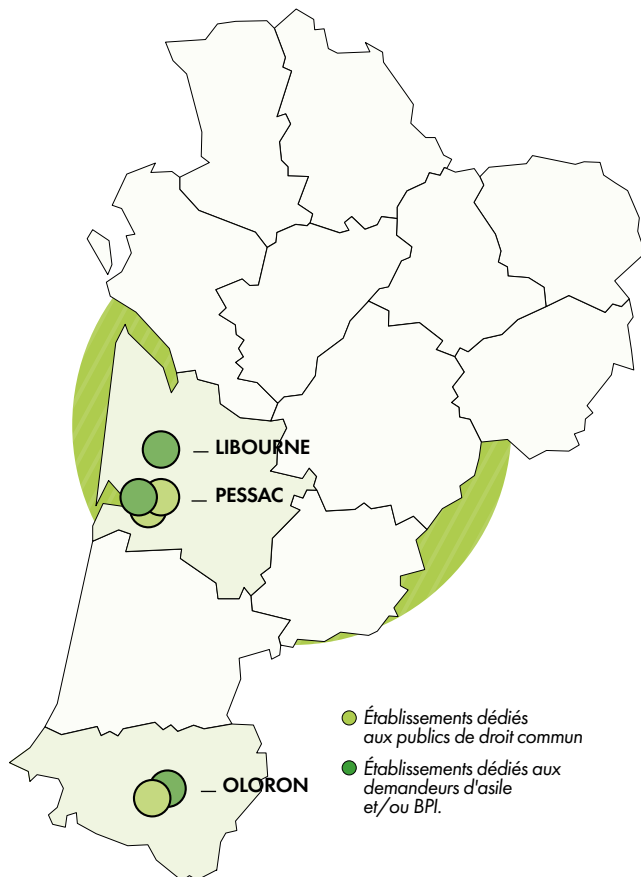 LIBOURNE
PESSAC
Établissements dédiés
aux publics de droit commun
Établissements dédiés aux
demandeurs d'asile
et/ou BPI.
OLORON